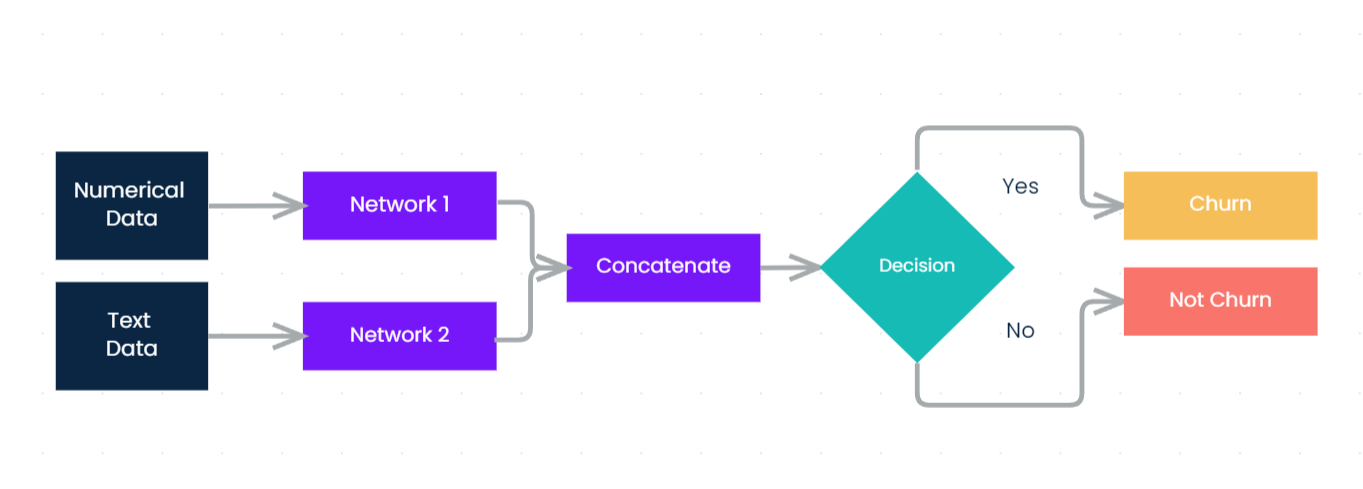 Numerical
Data
Text
Data
Network 1
Network 2
Concatenate
Decision
Yes
No
Churn
Not Churn